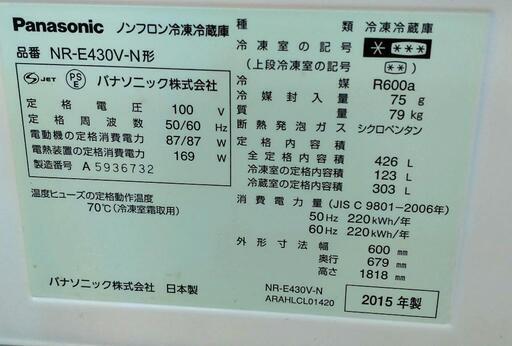 Panasonic ノンフロン冷凍冷蔵庫
品番 NR-E430V-N形
JET PSE パナソニック株式会社
定格電圧 100 V
定格周波数 50/60 Hz
電動機の定格消費電力 87/87 W
電熱装置の定格消費電力 169 W
製造番号 A 5936732
温度ヒューズの定格動作温度
70℃(冷凍室霜取用)
パナソニック株式会社 日本製
種類 冷凍冷蔵庫
冷凍室の記号 * ***
(上段冷凍室の記号 ** )
冷媒 R600a
冷媒封入量 75 g
質量 79 kg
断熱発泡ガス シクロペンタン
定格内容積
全定格内容積 426 L
冷凍室の定格内容積 123 L
冷蔵室の定格内容積 303 L
消費電力量 (JIS C 9801-2006年)
50 Hz 220 kWh/年
60 Hz 220 kWh/年
外形寸法 幅 600 mm
奥行 679 mm
高さ 1818 mm
NR-E430V-N
ARAHLCL01420
2015年製